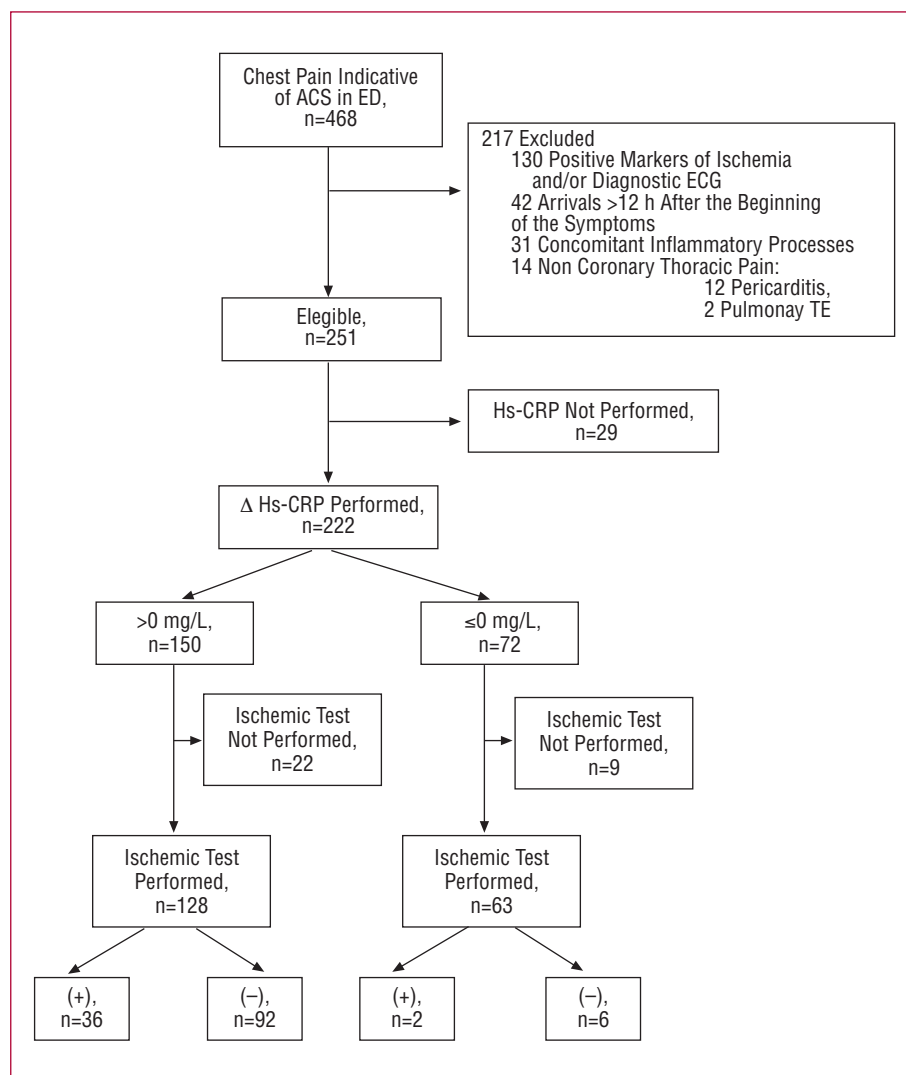 Chest Pain Indicative
of ACS in ED,
n=468
217 Excluded
130 Positive Markers of Ischemia
and/or Diagnostic ECG
42 Arrivals >12 h After the Beginning
of the Symptoms
31 Concomitant Inflammatory Processes
14 Non Coronary Thoracic Pain:
12 Pericarditis,
2 Pulmonay TE
Elegible,
n=251
Hs-CRP Not Performed,
n=29
Δ Hs-CRP Performed,
n=222
>0 mg/L,
n=150
≤0 mg/L,
n=72
Ischemic Test
Not Performed,
n=22
Ischemic Test
Not Performed,
n=9
Ischemic Test
Performed,
n=128
Ischemic Test
Performed,
n=63
(+),
n=36
(–),
n=92
(+),
n=2
(–),
n=6